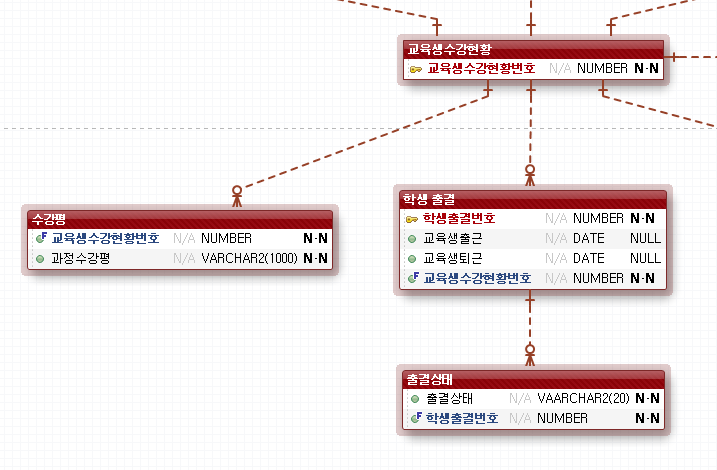 교육생수강현황
교육생수강현황번호 N/A NUMBER N-N
수강평
교육생수강현황번호 N/A NUMBER N-N
과정수강평 N/A VARCHAR2(1000) N-N
학생 출결
학생출결번호 N/A NUMBER N-N
교육생출근 N/A DATE NULL
교육생퇴근 N/A DATE NULL
교육생수강현황번호 N/A NUMBER N-N
출결상태
출결상태 N/A VAARCHAR2(20) N-N
학생출결번호 N/A NUMBER N-N